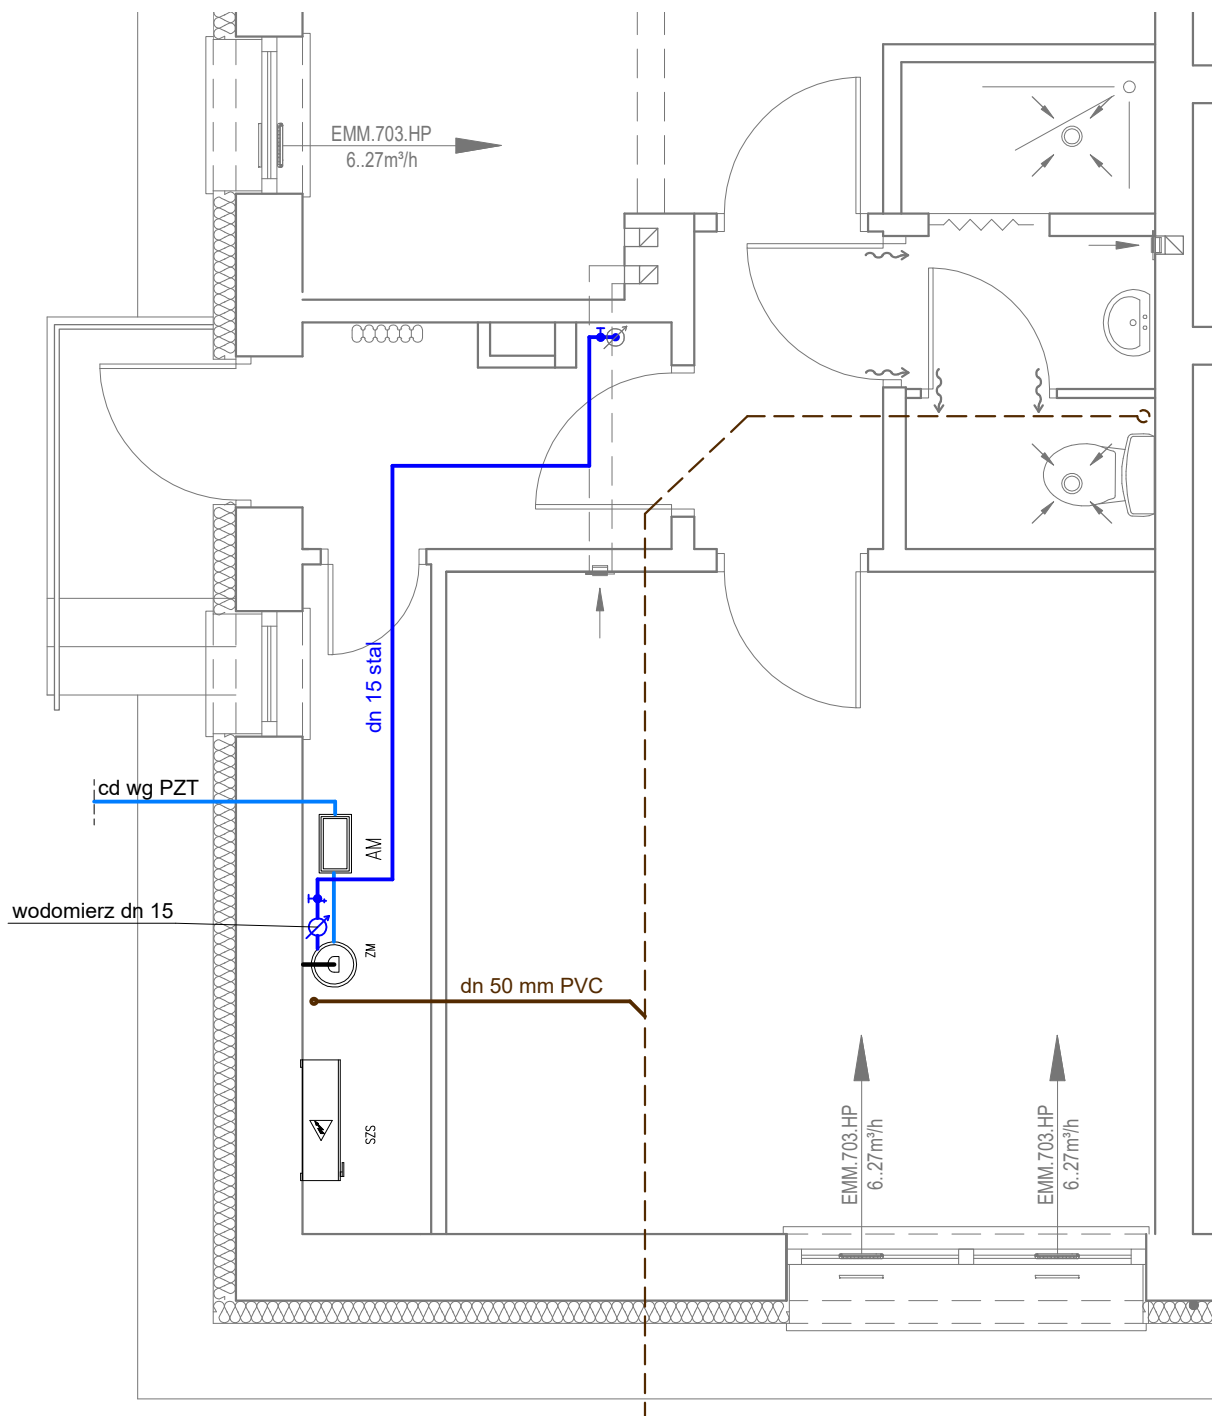 EMM.703.HP
6..27m³/h
dn 15 stal
cd wg PZT
AM
wodomierz dn 15
ZM
dn 50 mm PVC
SZS
EMM.703.HP
6..27m³/h
EMM.703.HP
6..27m³/h